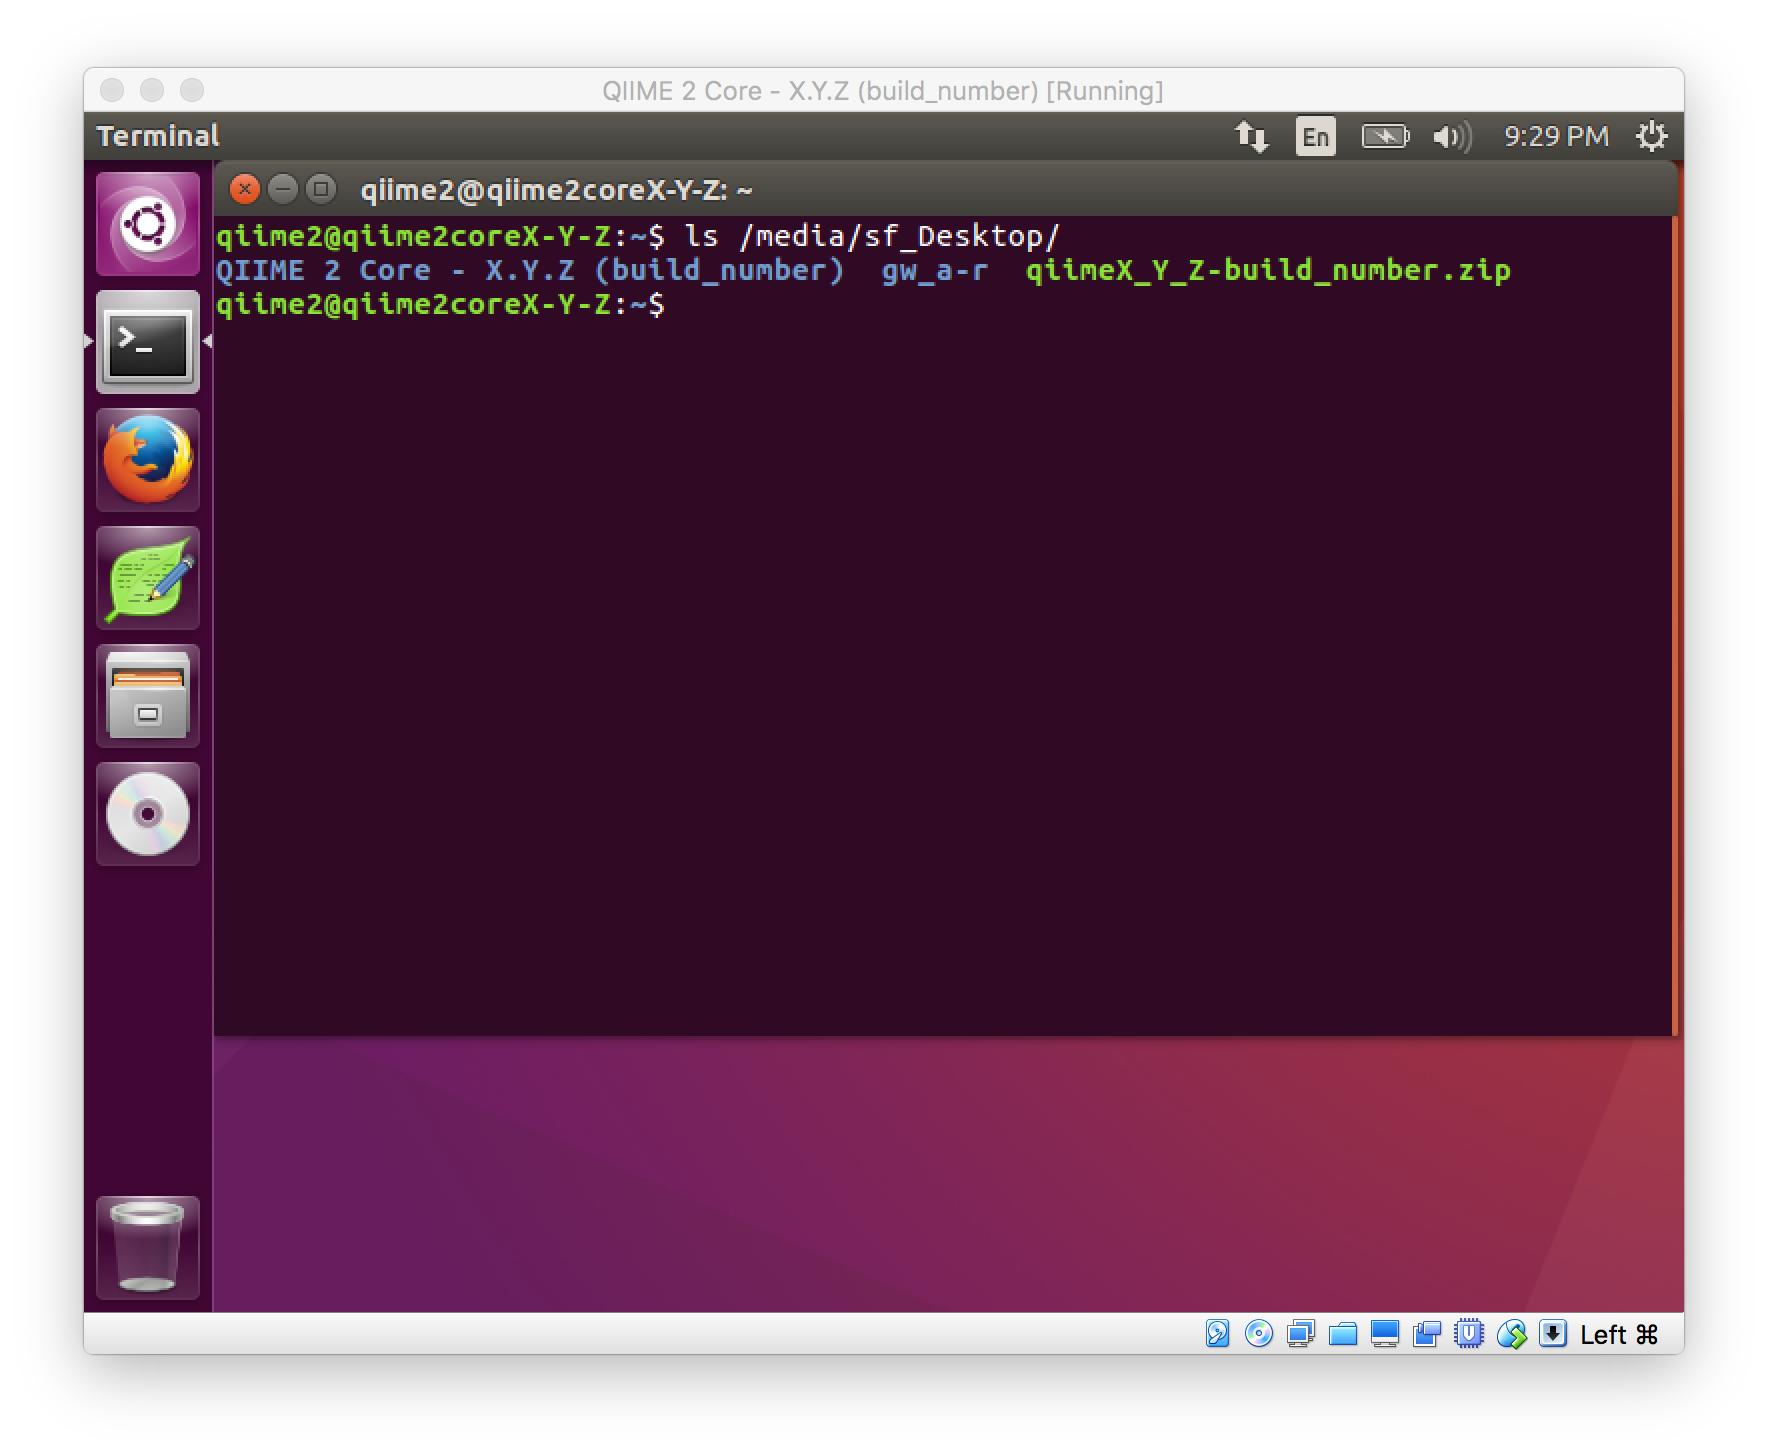 QIIME 2 Core - X.Y.Z (build_number) [Running]
Terminal En 9:29 PM
qiime2@qiime2coreX-Y-Z: ~
qiime2@qiime2coreX-Y-Z:~$ ls /media/sf_Desktop/
QIIME 2 Core - X.Y.Z (build_number)  gw_a-r  qiimeX_Y_Z-build_number.zip
qiime2@qiime2coreX-Y-Z:~$
>_
Left ⌘